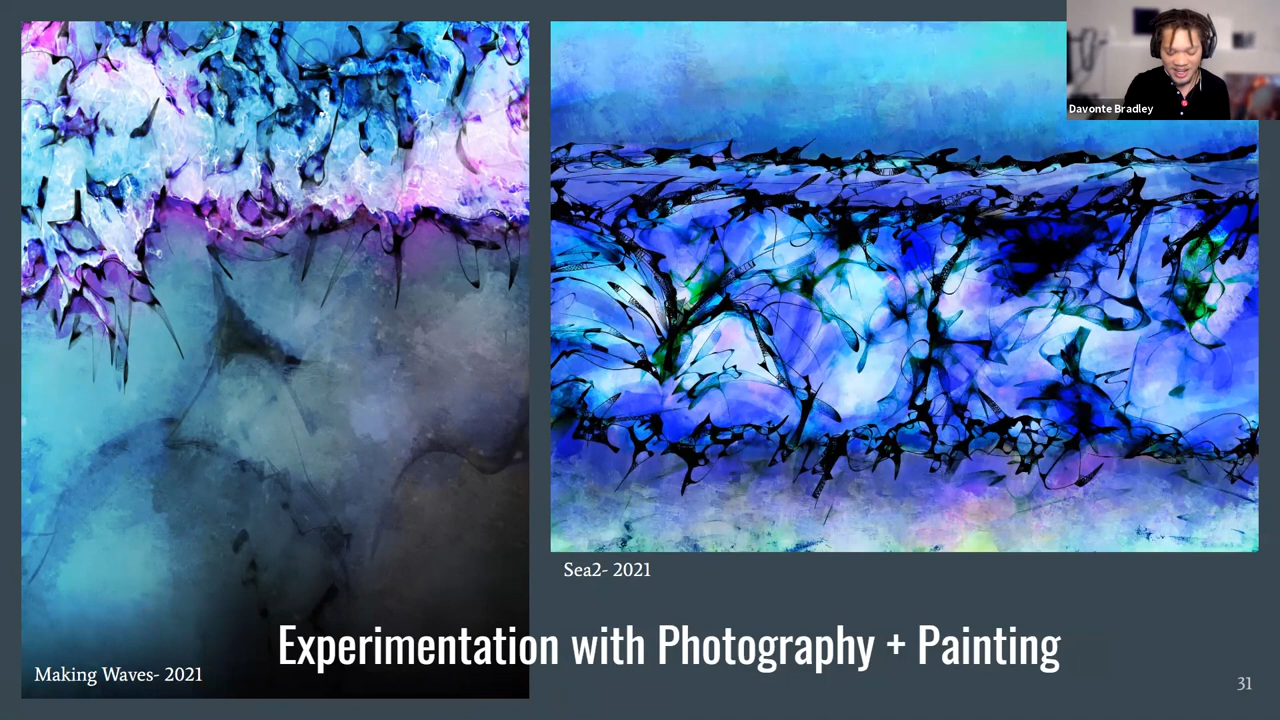 Davonte Bradley
Sea2- 2021
Experimentation with Photography + Painting
Making Waves- 2021
31